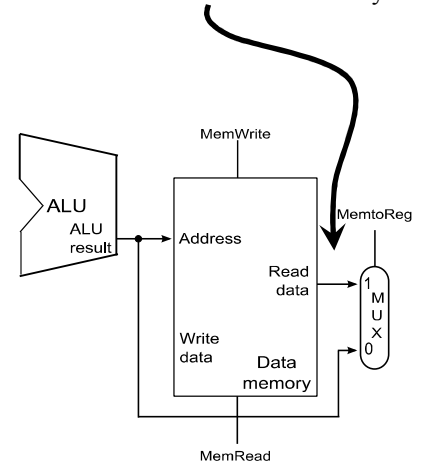 MemWrite
MemtoReg
ALU
ALU
result
Address
Read
data
1
M
U
X
0
Write
data
Data
memory
MemRead